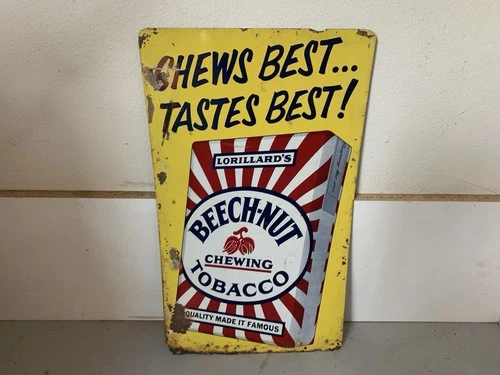 CHEWS BEST...
TASTES BEST!
LORILLARD'S
BEECH-NUT
CHEWING
TOBACCO
QUALITY MADE IT FAMOUS